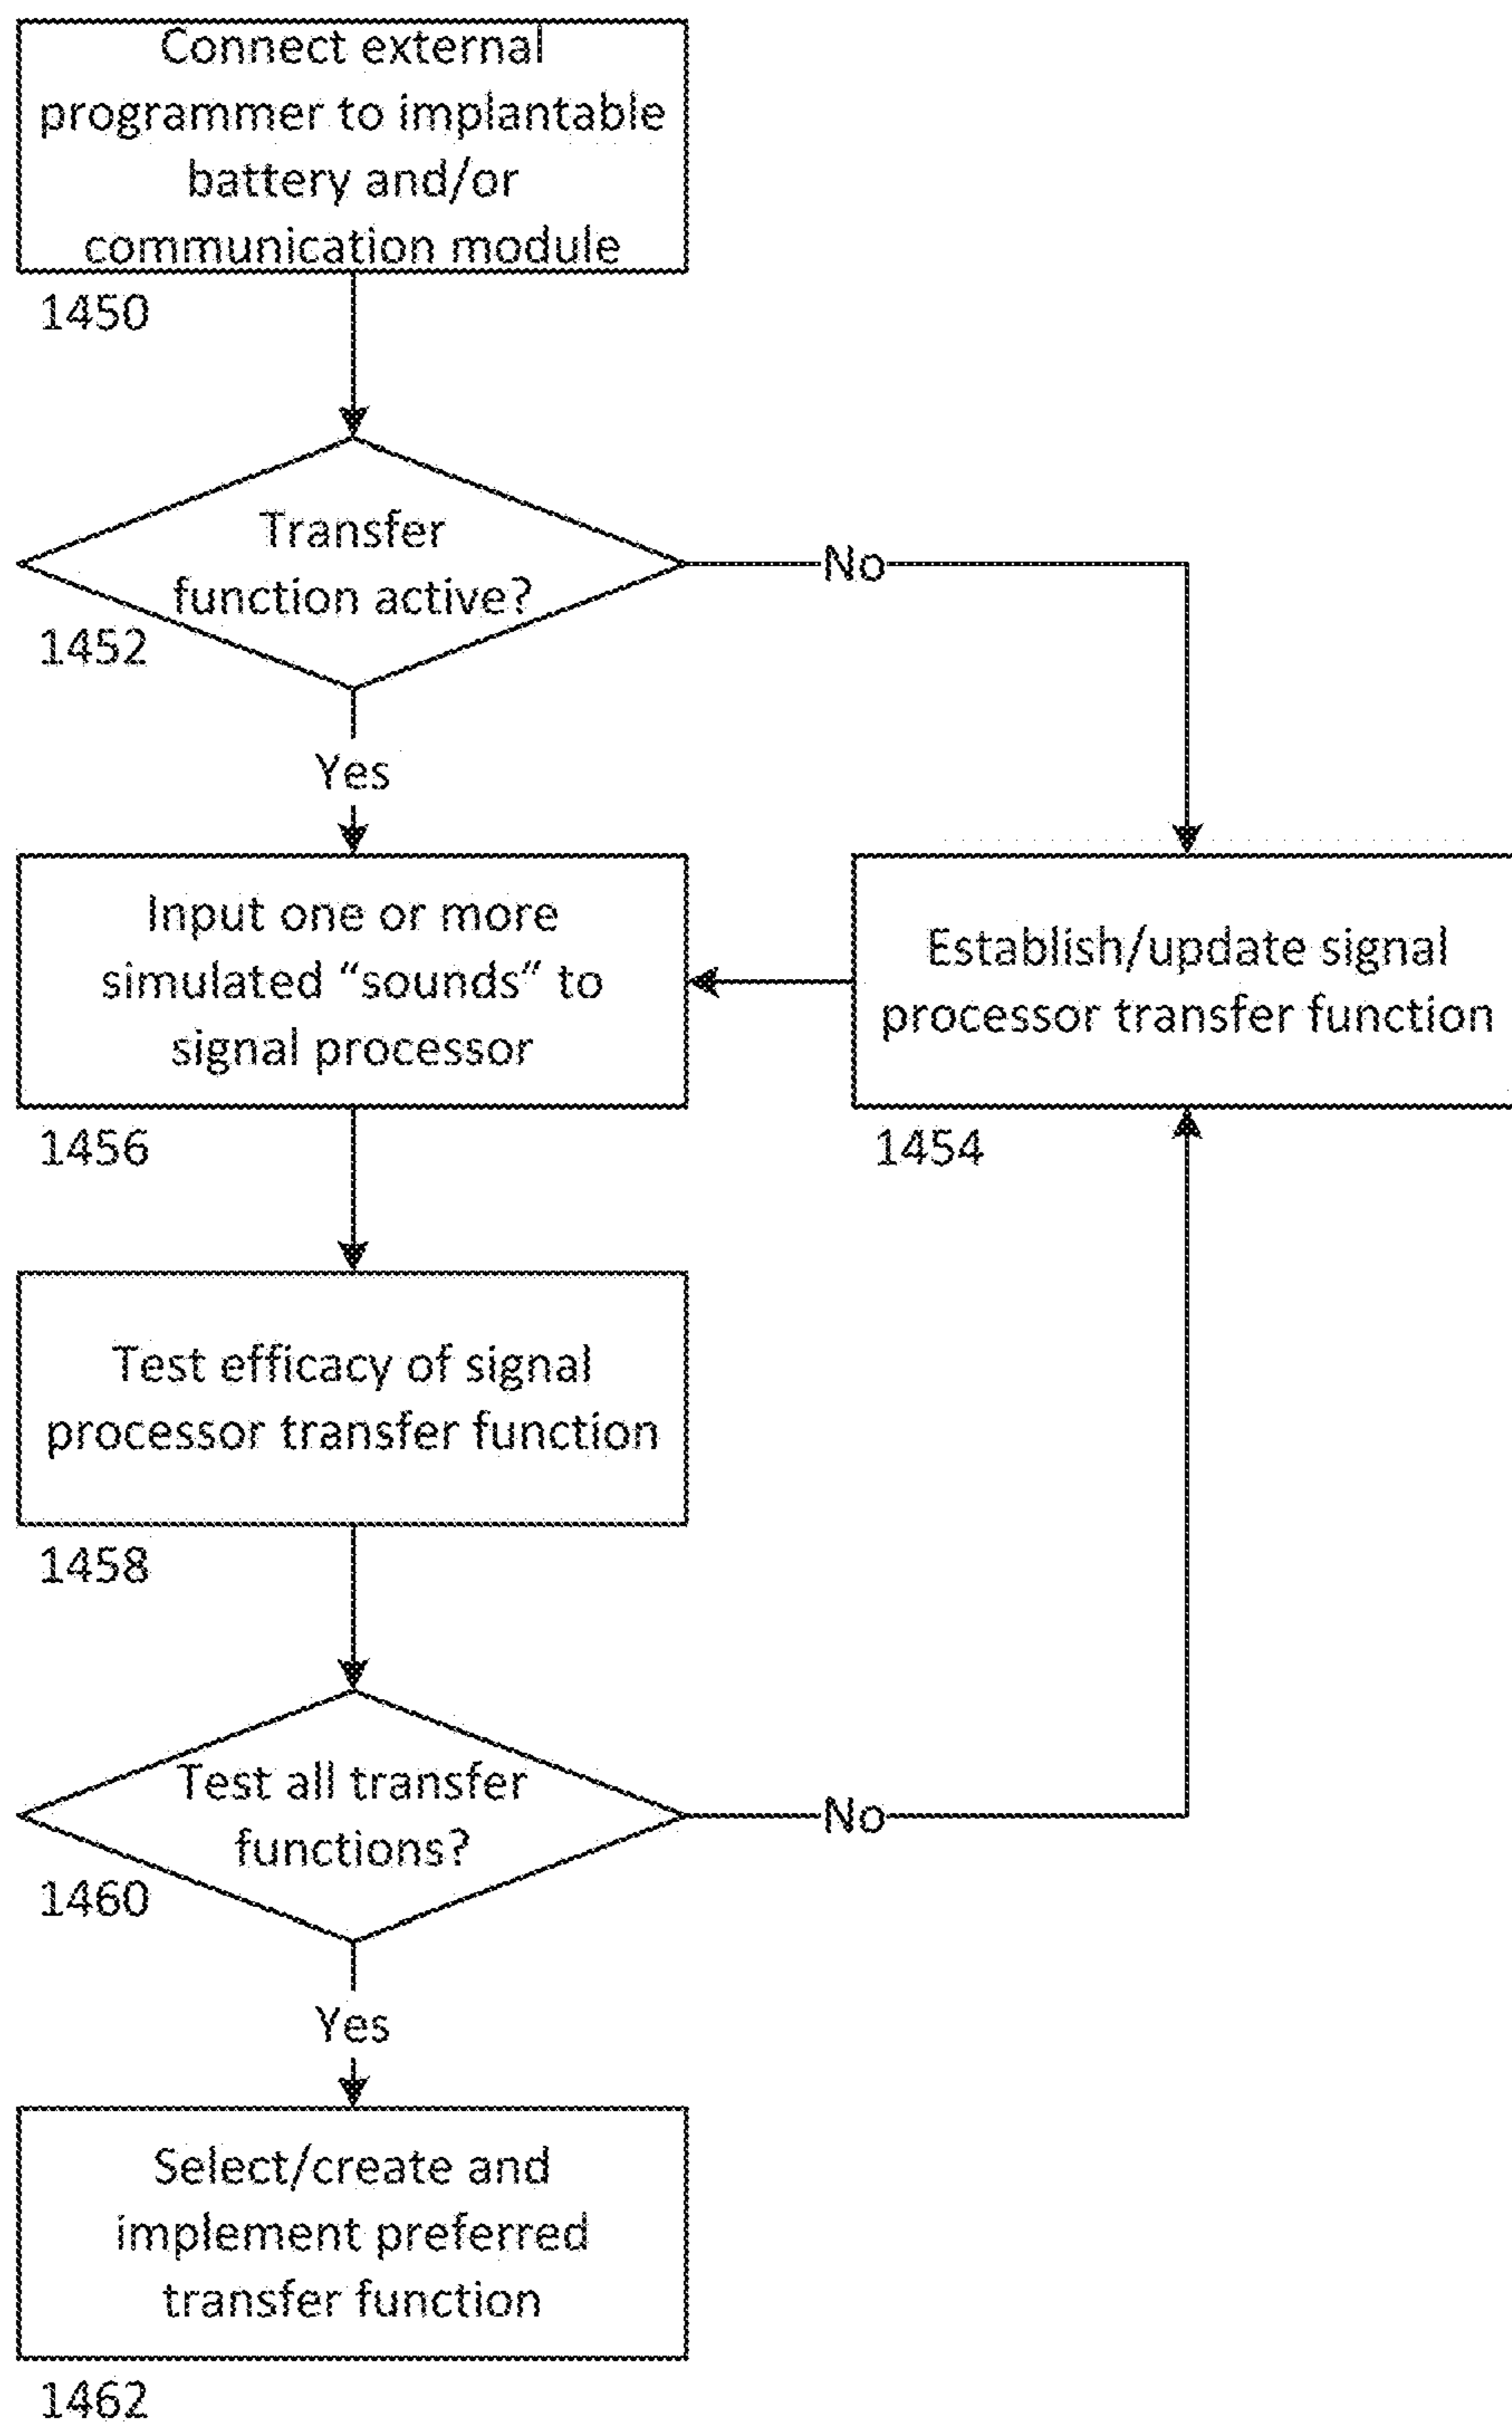 Connect external
programmer to implantable
battery and/or
communication module
1450
Transfer
function active?
1452
No
Yes
Input one or more
simulated “sounds” to
signal processor
1456
Establish/update signal
processor transfer function
1454
Test efficacy of signal
processor transfer function
1458
Test all transfer
functions?
1460
No
Yes
Select/create and
implement preferred
transfer function
1462